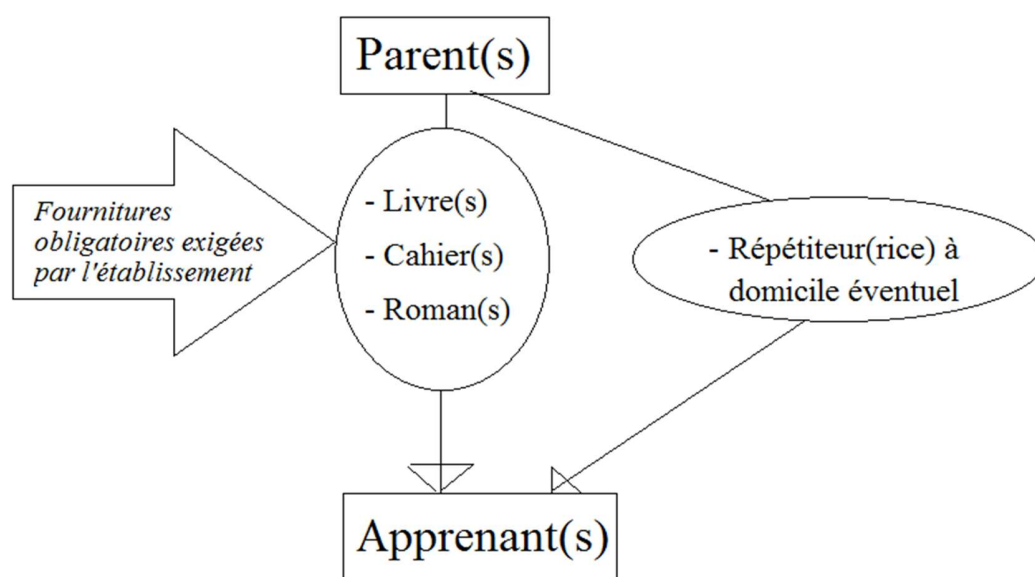 Parent(s)
Fournitures
obligatoires exigées
par l'établissement
- Livre(s)
- Cahier(s)
- Roman(s)
- Répétiteur(rice) à
domicile éventuel
Apprenant(s)